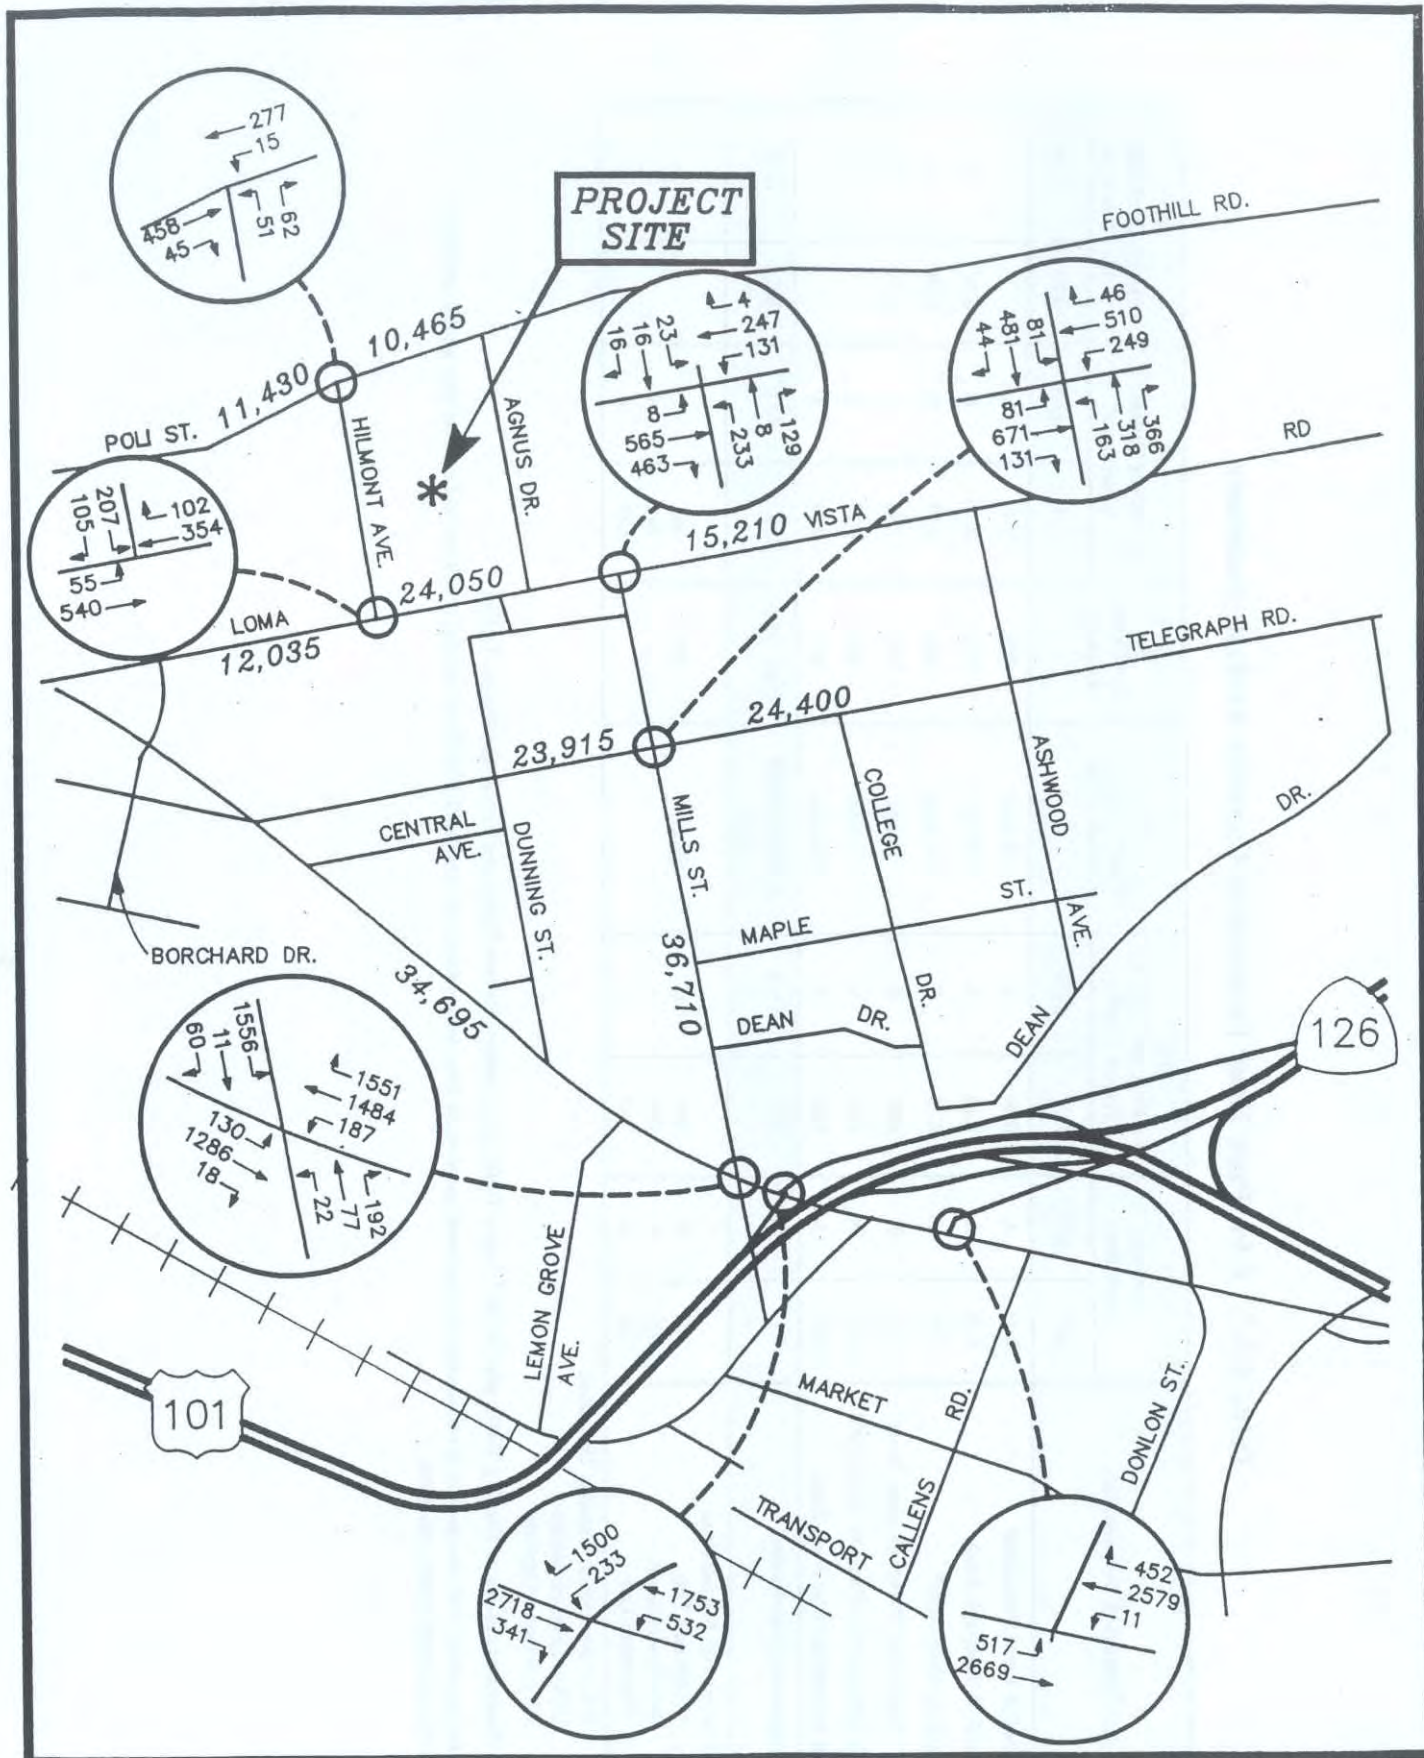 277
15
458
45
51
62
PROJECT
SITE
FOOTHILL RD.
10,465
11,430
POLI ST.
HILMONT AVE.
AGNUS DR.
16
16
23
4
247
131
8
565
463
233
8
129
44
481
81
46
510
249
81
671
131
163
318
366
RD
105
207
102
354
55
540
15,210 VISTA
24,050
LOMA
12,035
TELEGRAPH RD.
24,400
23,915
CENTRAL
AVE.
DUNNING ST.
MILLS ST.
COLLEGE
DR.
ASHWOOD
AVE.
DR.
MAPLE
ST.
BORCHARD DR.
34,695
36,710
DEAN
DR.
DEAN
126
60
11
1556
1551
1484
187
130
1286
18
22
77
192
LEMON GROVE
AVE.
101
MARKET
RD.
CALLENS
DONLON ST.
TRANSPORT
1500
233
2718
341
1753
532
452
2579
11
517
2669